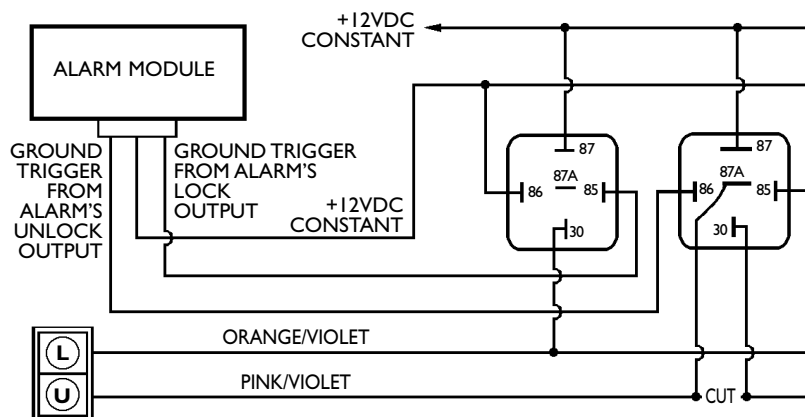 +12VDC
CONSTANT
ALARM MODULE
GROUND
TRIGGER
FROM
ALARM'S
UNLOCK
OUTPUT
GROUND TRIGGER
FROM ALARM'S
LOCK
OUTPUT
+12VDC
CONSTANT
87
87A
86
85
30
87
87A
86
85
30
L
ORANGE/VIOLET
U
PINK/VIOLET
CUT